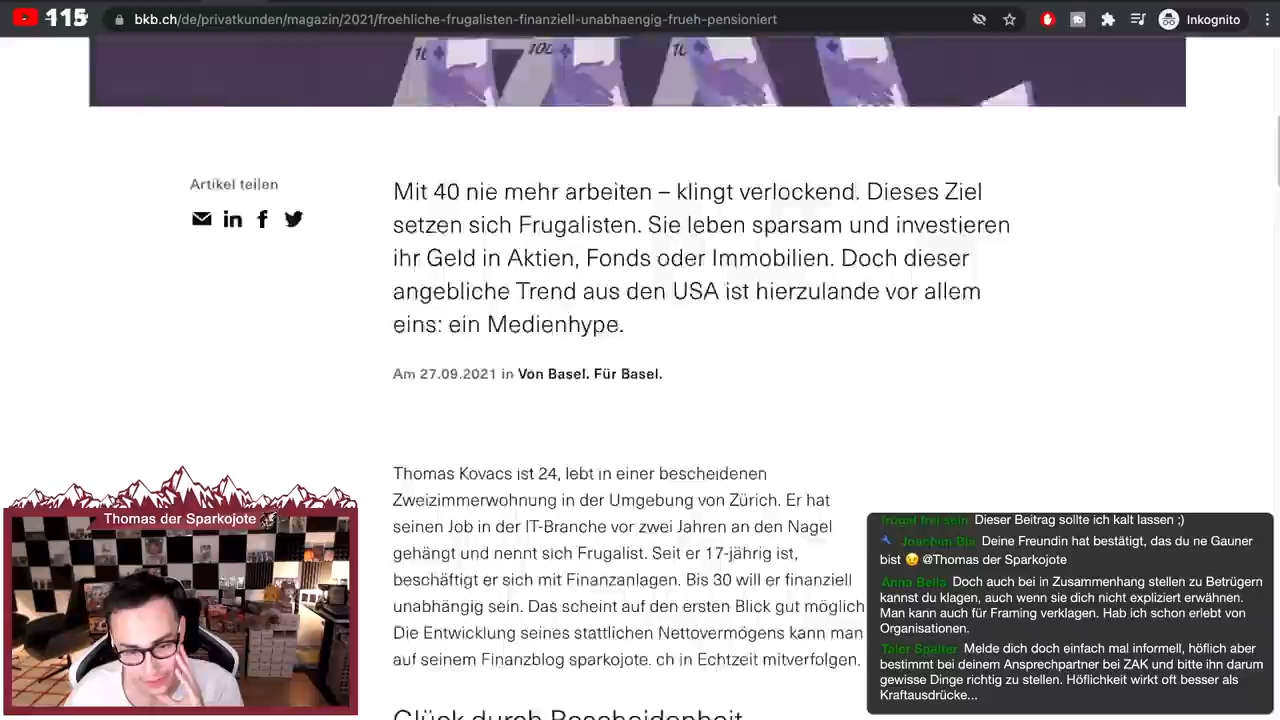 115
bkb.ch/de/privatkunden/magazin/2021/froehliche-frugalisten-finanziell-unabhaengig-frueh-pensioniert
Inkognito
100
Artikel teilen
Mit 40 nie mehr arbeiten – klingt verlockend. Dieses Ziel
setzen sich Frugalisten. Sie leben sparsam und investieren
ihr Geld in Aktien, Fonds oder Immobilien. Doch dieser
angebliche Trend aus den USA ist hierzulande vor allem
eins: ein Medienhype.
Am 27.09.2021 in Von Basel. Für Basel.
Thomas Kovacs ist 24, lebt in einer bescheidenen
Zweizimmerwohnung in der Umgebung von Zürich. Er hat
seinen Job in der IT-Branche vor zwei Jahren an den Nagel
gehängt und nennt sich Frugalist. Seit er 17-jährig ist,
beschäftigt er sich mit Finanzanlagen. Bis 30 will er finanziell
unabhängig sein. Das scheint auf den ersten Blick gut möglich
Die Entwicklung seines stattlichen Nettovermögens kann man
auf seinem Finanzblog sparkojote. ch in Echtzeit mitverfolgen.
Glück durch Bescheidenheit
Thomas der Sparkojote
frugal frei sein Dieser Beitrag sollte ich kalt lassen ;)
Joachim Deine Freundin hat bestätigt, das du ne Gauner
bist 😉 @Thomas der Sparkojote
Anna Bella Doch auch bei in Zusammenhang stellen zu Betrügern
kannst du klagen, auch wenn sie dich nicht expliziert erwähnen.
Man kann auch für Framing verklagen. Hab ich schon erlebt von
Organisationen.
Taler Spalter Melde dich doch einfach mal informell, höflich aber
bestimmt bei deinem Ansprechpartner bei ZAK und bitte ihn darum
gewisse Dinge richtig zu stellen. Höflichkeit wirkt oft besser als
Kraftausdrücke...